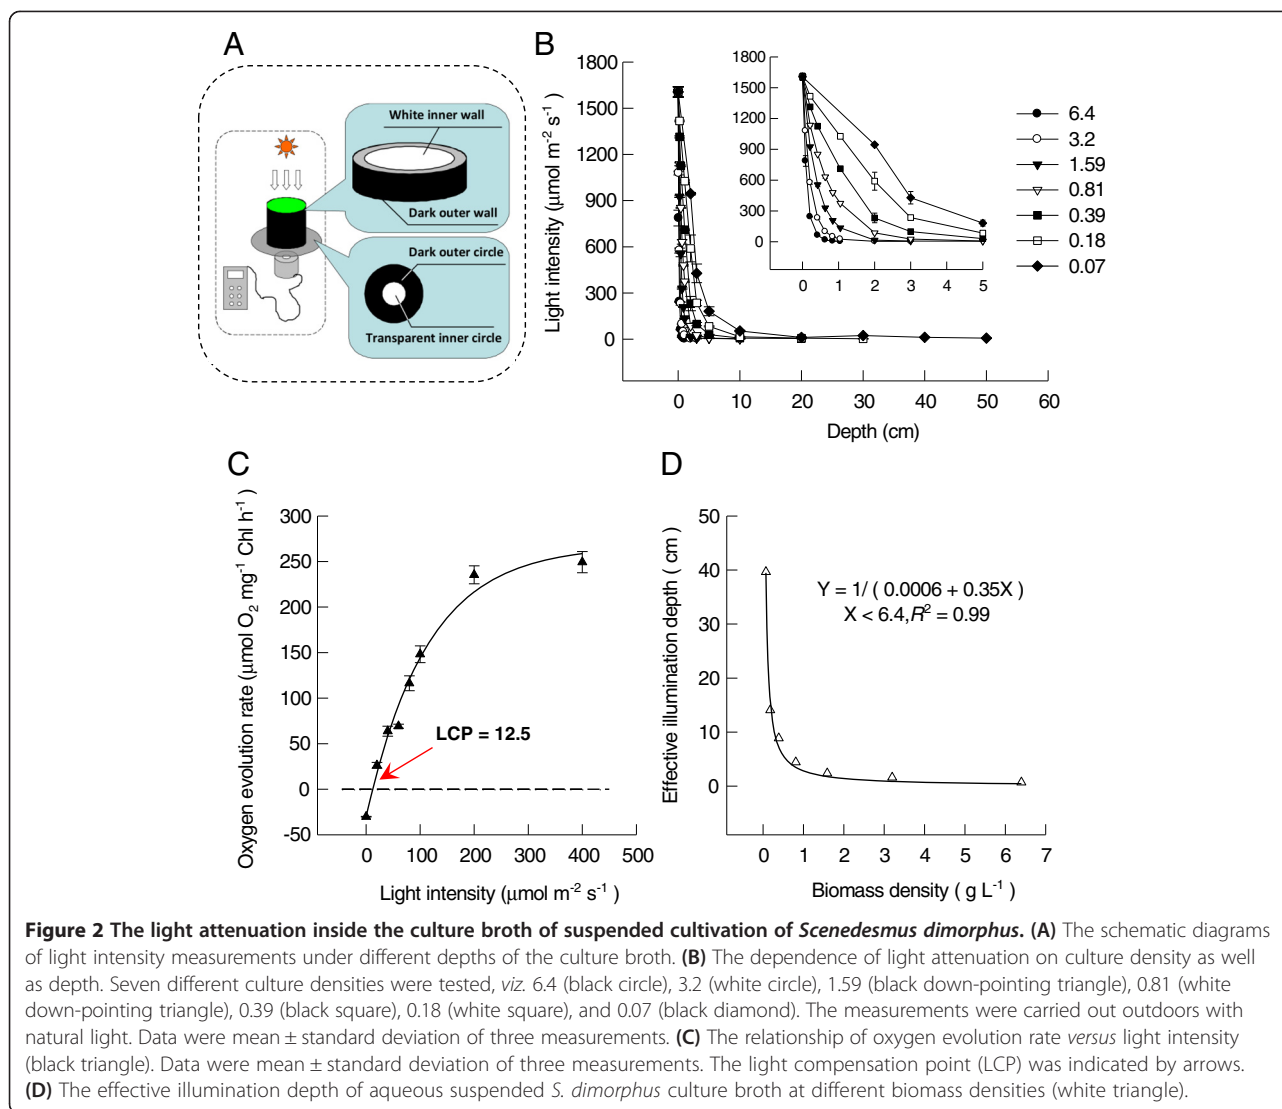 A
White inner wall
Dark outer wall
Dark outer circle
Transparent inner circle
B
Light intensity (µmol m⁻² s⁻¹)
1800
1500
1200
900
600
300
0
0 10 20 30 40 50 60
Depth (cm)
1800
1500
1200
900
600
300
0
0 1 2 3 4 5
6.4
3.2
1.59
0.81
0.39
0.18
0.07
C
Oxygen evolution rate (µmol O₂ mg⁻¹ Chl h⁻¹)
300
250
200
150
100
50
0
-50
LCP = 12.5
0 100 200 300 400 500
Light intensity (µmol m⁻² s⁻¹)
D
Effective illumination depth ( cm )
50
40
30
20
10
0
Y = 1/ ( 0.0006 + 0.35X )
X < 6.4, R² = 0.99
0 1 2 3 4 5 6 7
Biomass density ( g L⁻¹ )
Figure 2 The light attenuation inside the culture broth of suspended cultivation of Scenedesmus dimorphus. (A) The schematic diagrams
of light intensity measurements under different depths of the culture broth. (B) The dependence of light attenuation on culture density as well
as depth. Seven different culture densities were tested, viz. 6.4 (black circle), 3.2 (white circle), 1.59 (black down-pointing triangle), 0.81 (white
down-pointing triangle), 0.39 (black square), 0.18 (white square), and 0.07 (black diamond). The measurements were carried out outdoors with
natural light. Data were mean ± standard deviation of three measurements. (C) The relationship of oxygen evolution rate versus light intensity
(black triangle). Data were mean ± standard deviation of three measurements. The light compensation point (LCP) was indicated by arrows.
(D) The effective illumination depth of aqueous suspended S. dimorphus culture broth at different biomass densities (white triangle).